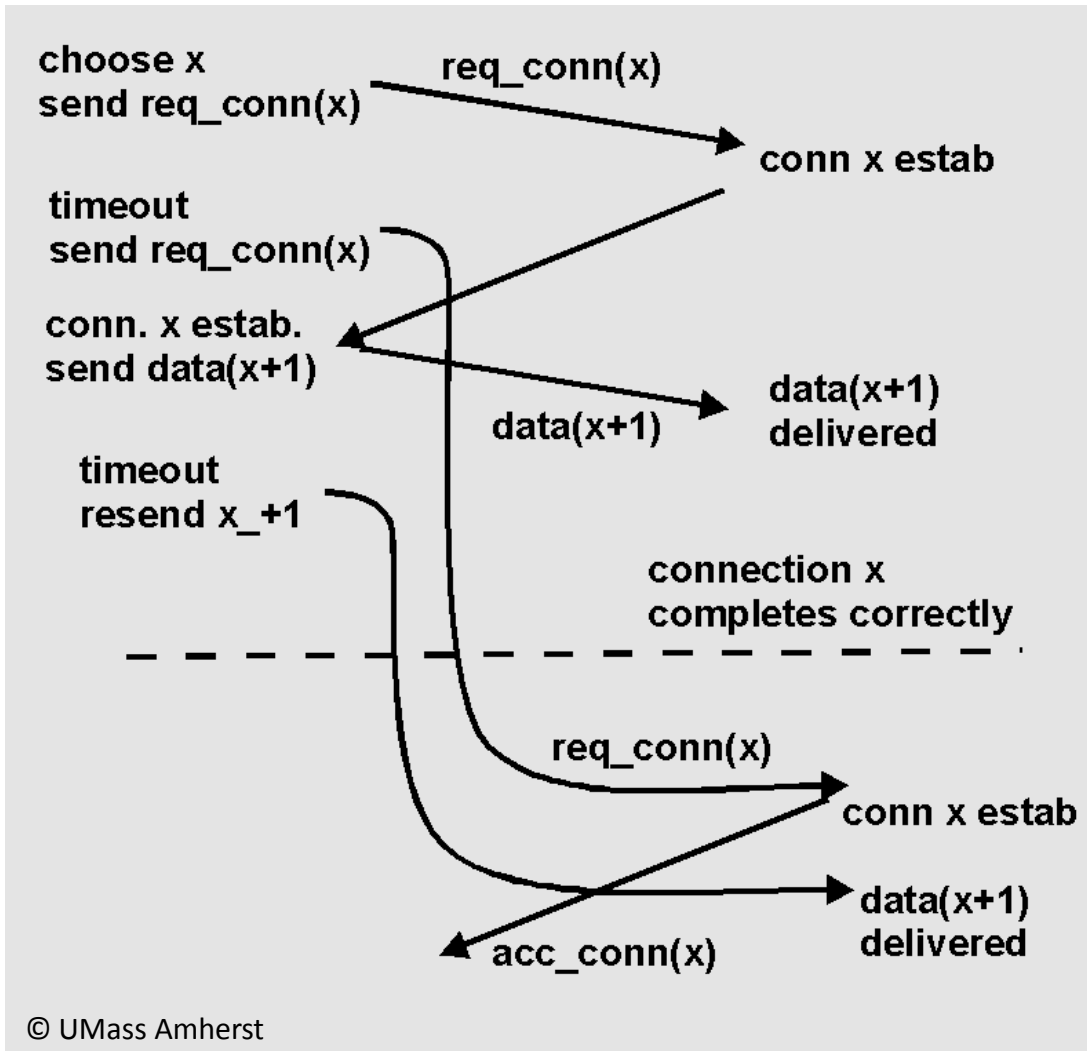 choose x
send req_conn(x)
req_conn(x)
conn x estab
timeout
send req_conn(x)
conn. x estab.
send data(x+1)
data(x+1)
data(x+1)
delivered
timeout
resend x_+1
connection x
completes correctly
req_conn(x)
conn x estab
data(x+1)
delivered
acc_conn(x)
© UMass Amherst